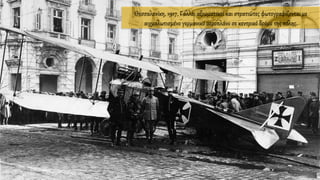 Θεσσαλονίκη, 1917. Γάλλοι αξιωματικοί και στρατιώτες φωτογραφίζονται με
αιχμαλωτισμένο γερμανικό αεροπλάνο σε κεντρικό δρόμο της πόλης.